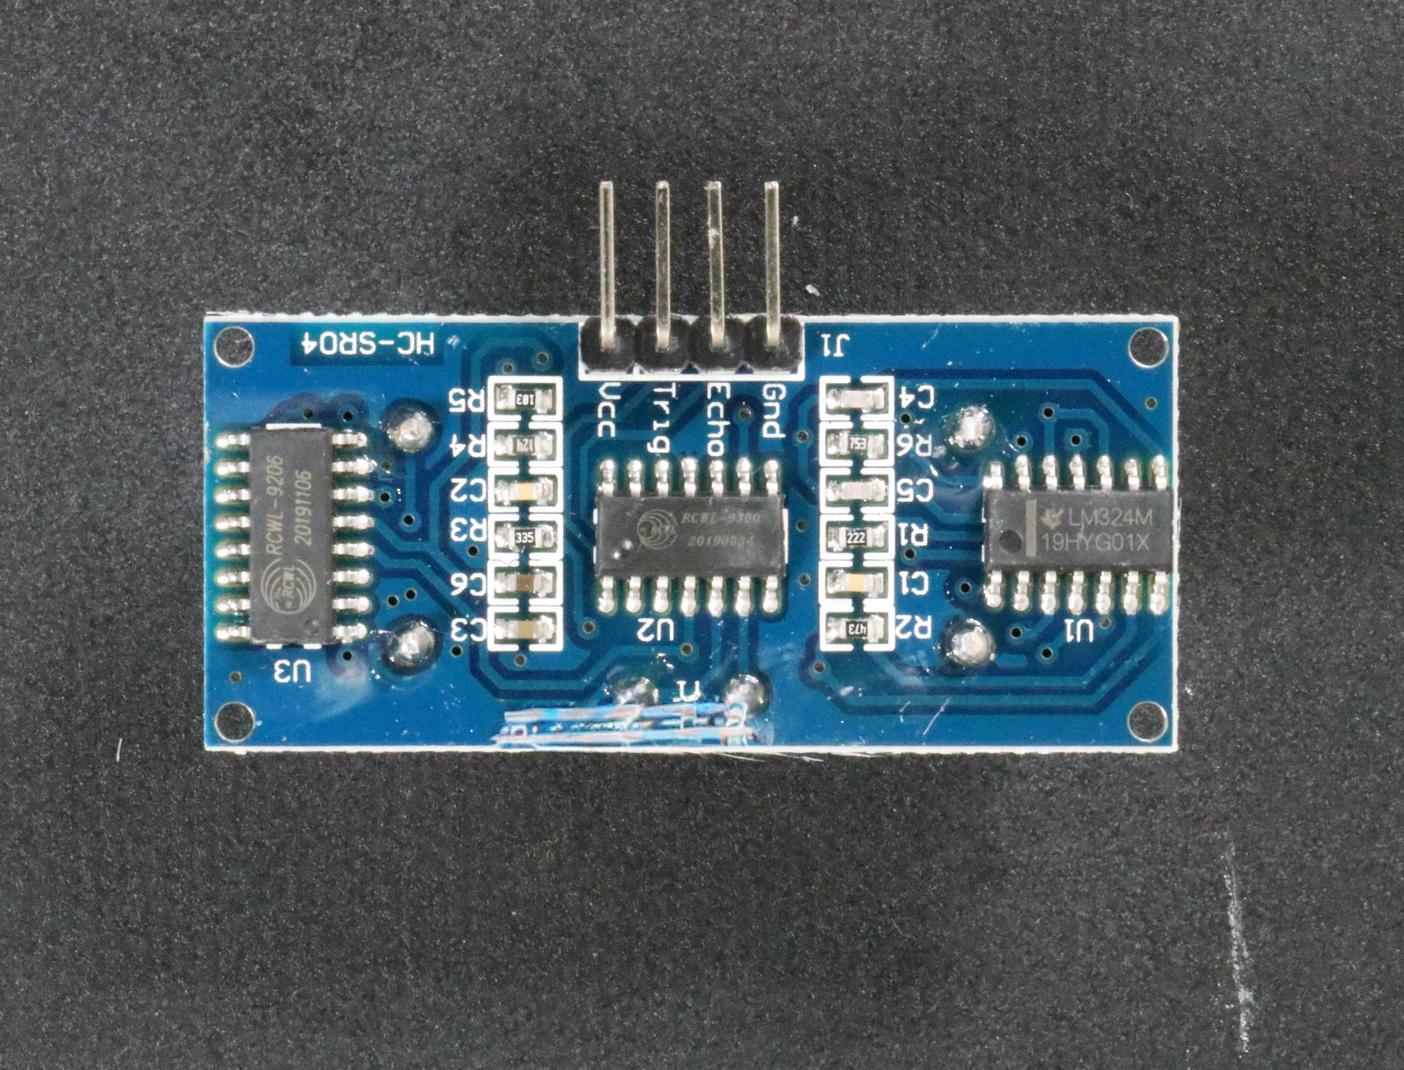 HC-SR04
J1
Vcc
Trig
Echo
Gnd
R5
183
R4
124
C2
R3
335
C6
C3
C4
R6
C5
R1
222
C1
R2
473
RCWL-9206
20191106
RCWL
U3
RCWL-9300
U2
LM324M
19HYG01X
U1